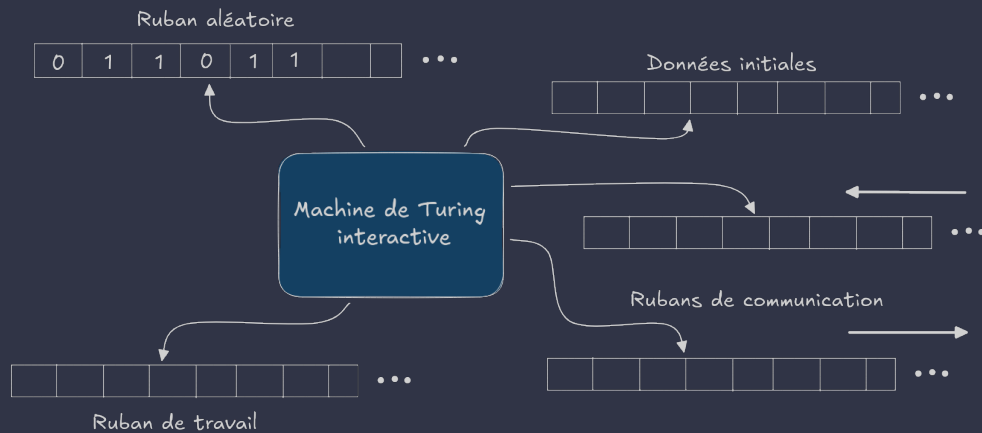 Ruban aléatoire
0 1 1 0 1 1
Données initiales
Machine de Turing
interactive
Rubans de communication
Ruban de travail